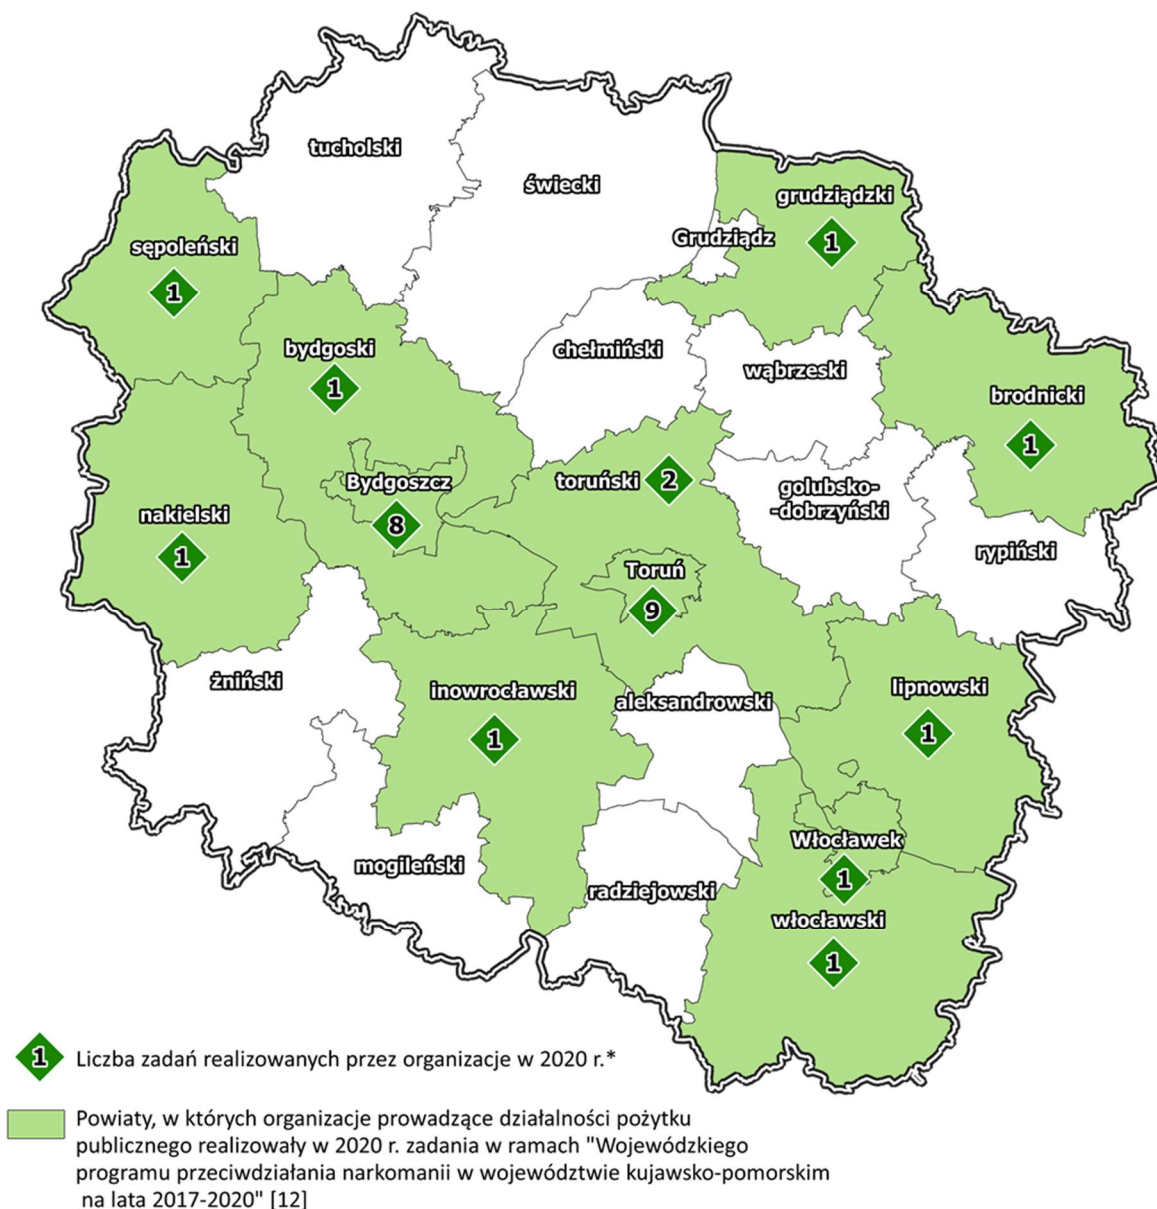 tucholski
świecki
grudziądzki
Grudziądz
1
sępoleński
1
bydgoski
1
chełmiński
wąbrzeski
brodnicki
1
Bydgoszcz
8
toruński 2
golubsko-
-dobrzyński
nakielski
1
rypiński
Toruń
9
żniński
inowrocławski
1
aleksandrowski
lipnowski
1
Włocławek
1
mogileński
radziejowski
włocławski
1
1 Liczba zadań realizowanych przez organizacje w 2020 r.*
Powiaty, w których organizacje prowadzące działalności pożytku
publicznego realizowały w 2020 r. zadania w ramach "Wojewódzkiego
programu przeciwdziałania narkomanii w województwie kujawsko-pomorskim
na lata 2017-2020" [12]